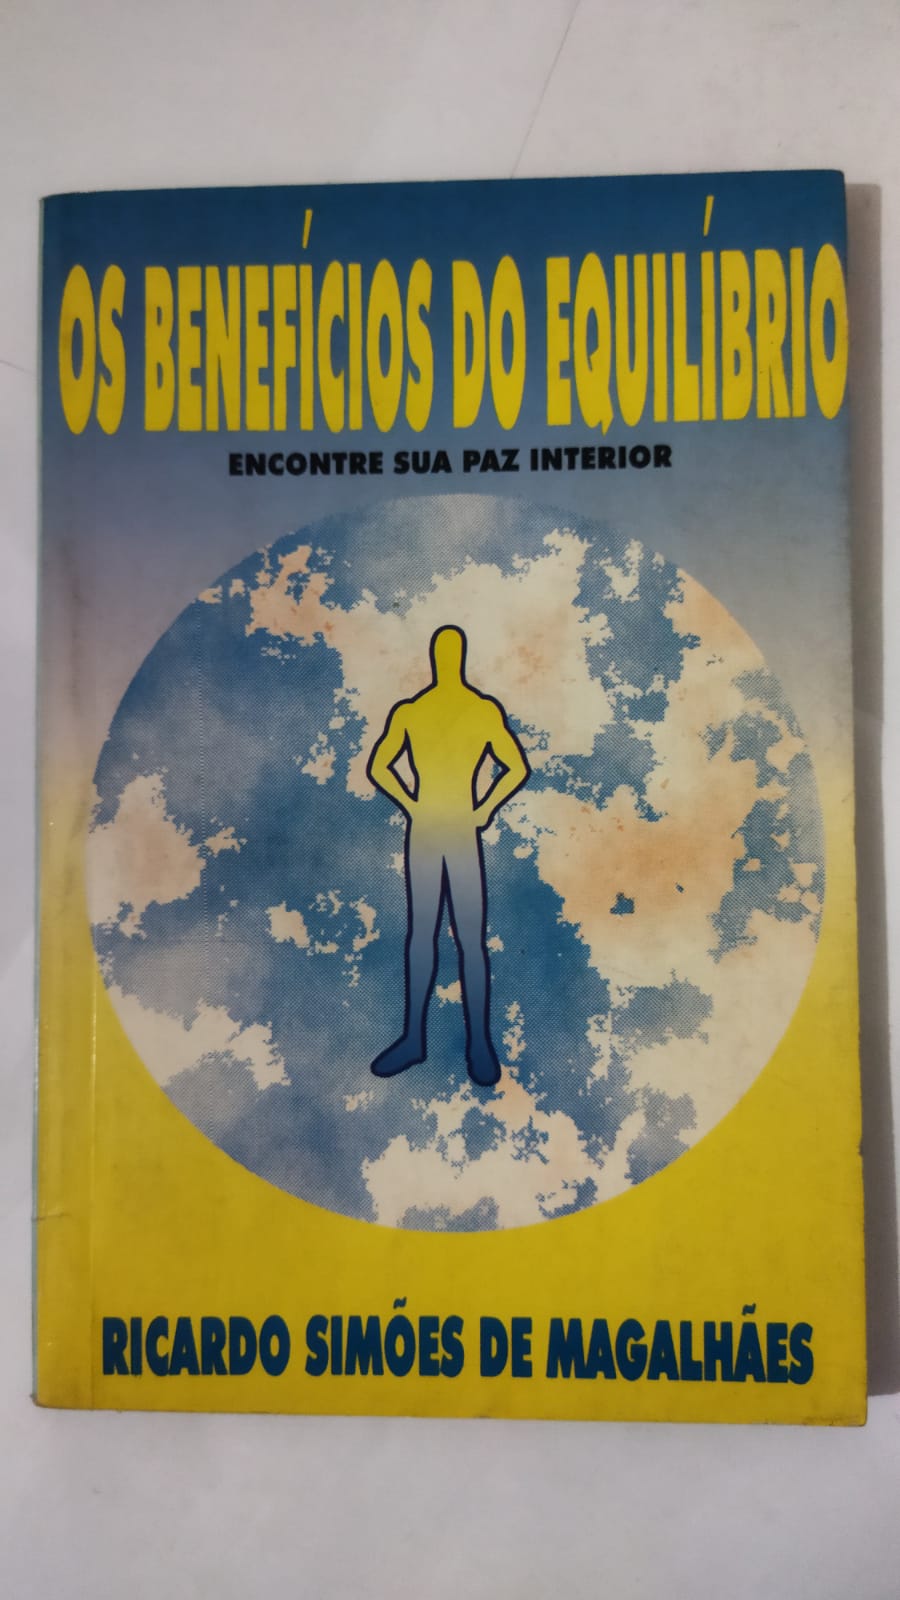 OS BENEFÍCIOS DO EQUILÍBRIO
ENCONTRE SUA PAZ INTERIOR
RICARDO SIMÕES DE MAGALHÃES